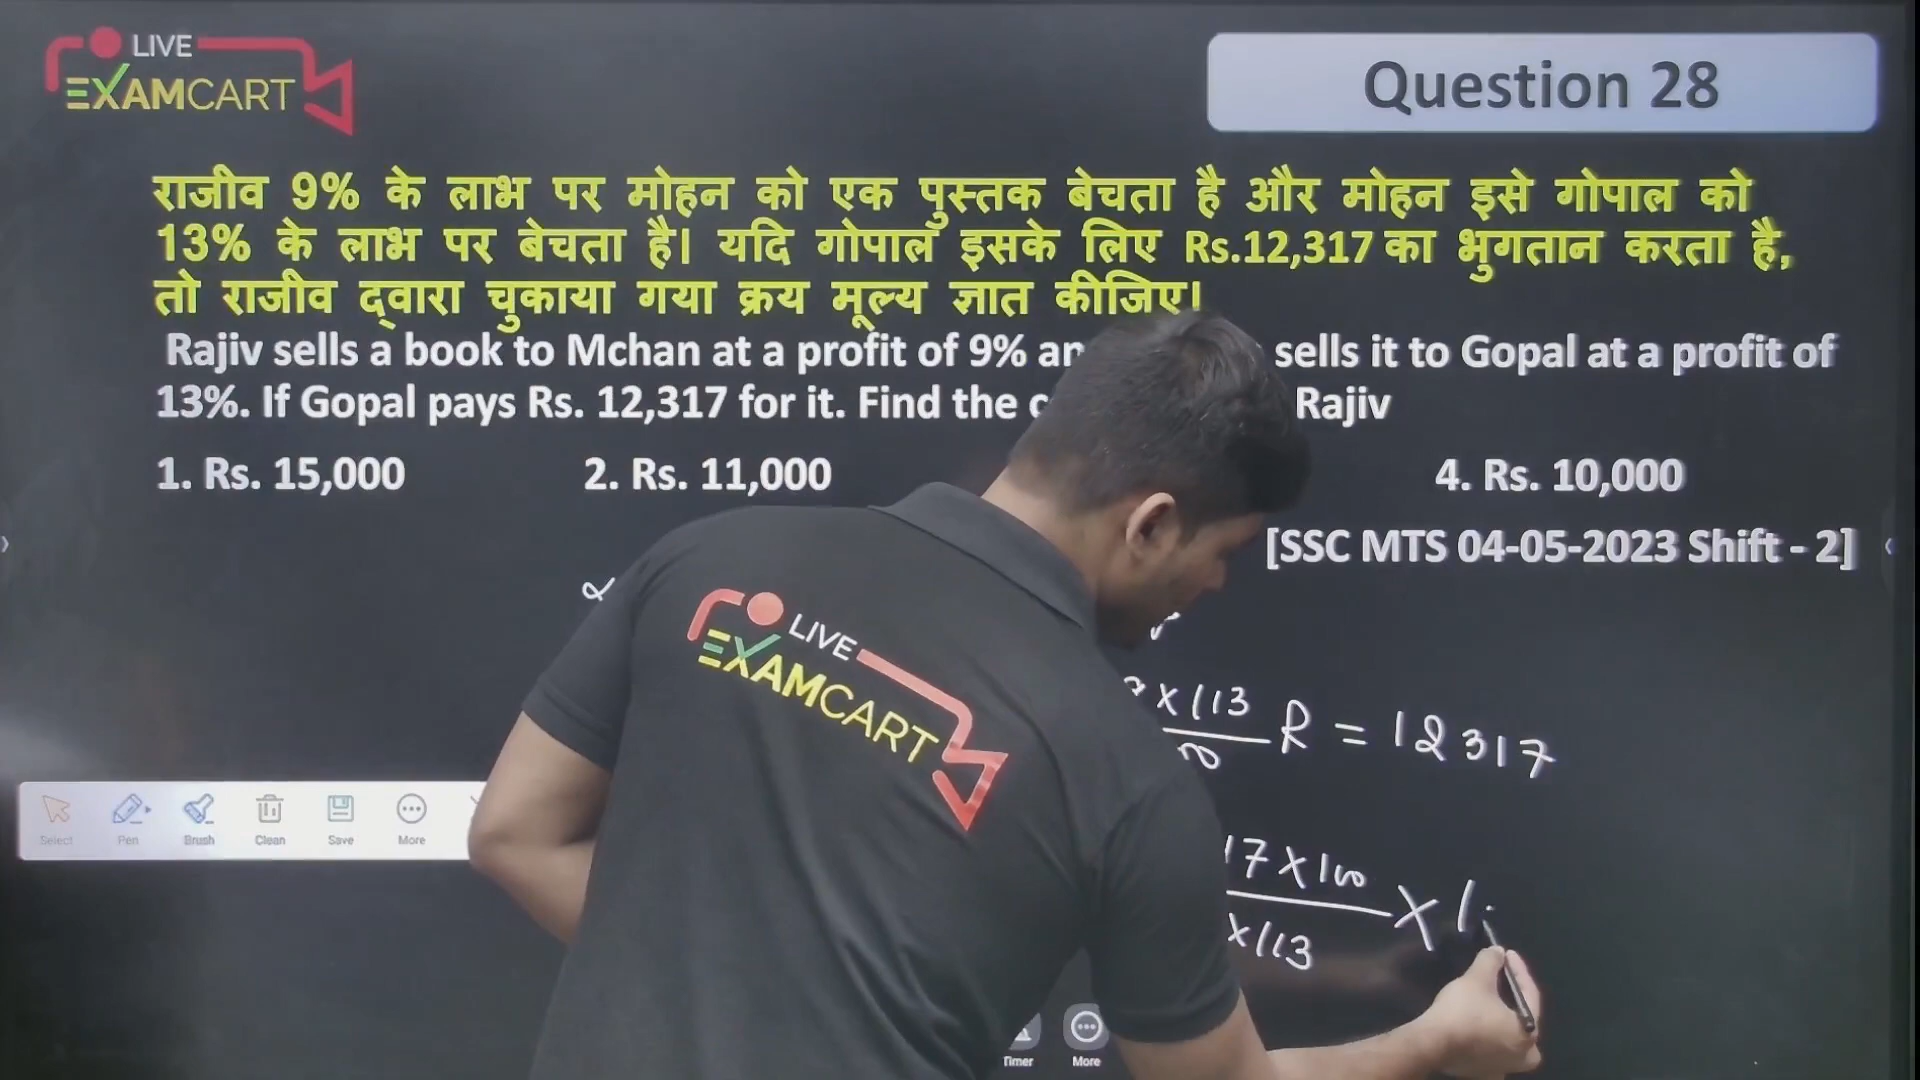 LIVE
EXAMCART
Question 28
राजीव 9% के लाभ पर मोहन को एक पुस्तक बेचता है और मोहन इसे गोपाल को
13% के लाभ पर बेचता है। यदि गोपाल इसके लिए Rs.12,317 का भुगतान करता है,
तो राजीव द्वारा चुकाया गया क्रय मूल्य ज्ञात कीजिए।
Rajiv sells a book to Mchan at a profit of 9% sells it to Gopal at a profit of
13%. If Gopal pays Rs. 12,317 for it. Find the Rajiv
1. Rs. 15,000 2. Rs. 11,000 4. Rs. 10,000
[SSC MTS 04-05-2023 Shift - 2]
LIVE
EXAMCART
x113 R = 12317
17x100
x113
Select Pen Brush Clean Save More
Timer More